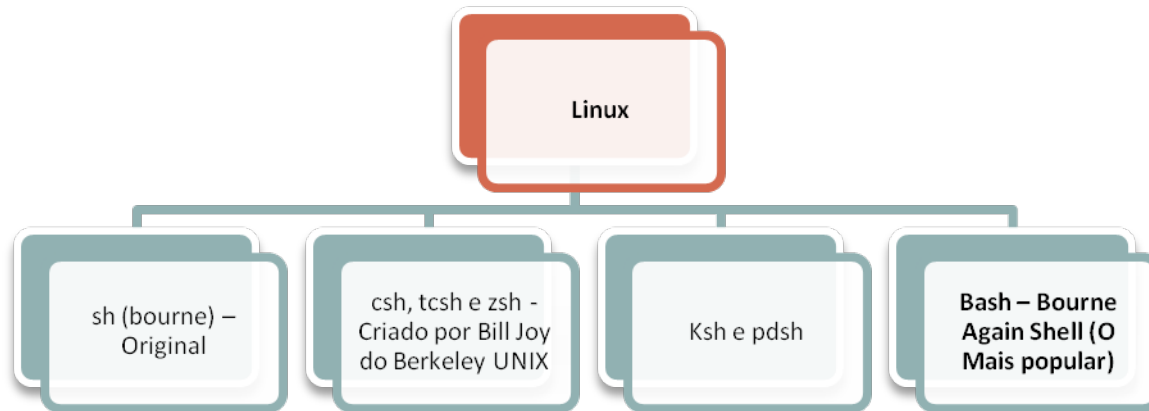 Linux
sh (bourne) –
Original
csh, tcsh e zsh -
Criado por Bill Joy
do Berkeley UNIX
Ksh e pdsh
Bash – Bourne
Again Shell (O
Mais popular)